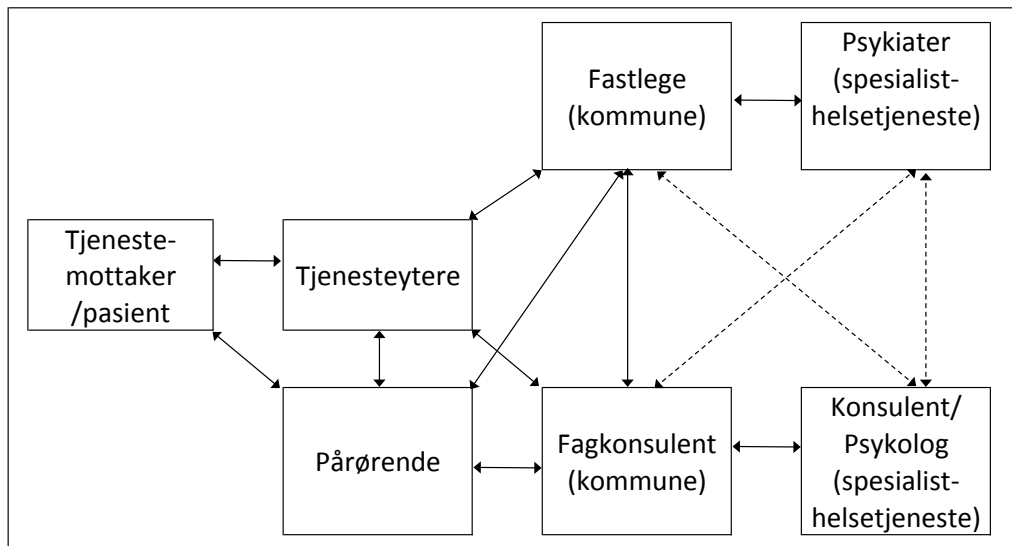 Fastlege
(kommune)
Psykiater
(spesialist-
helsetjeneste)
Tjeneste-
mottaker
/pasient
Tjenesteytere
Pårørende
Fagkonsulent
(kommune)
Konsulent/
Psykolog
(spesialist-
helsetjeneste)